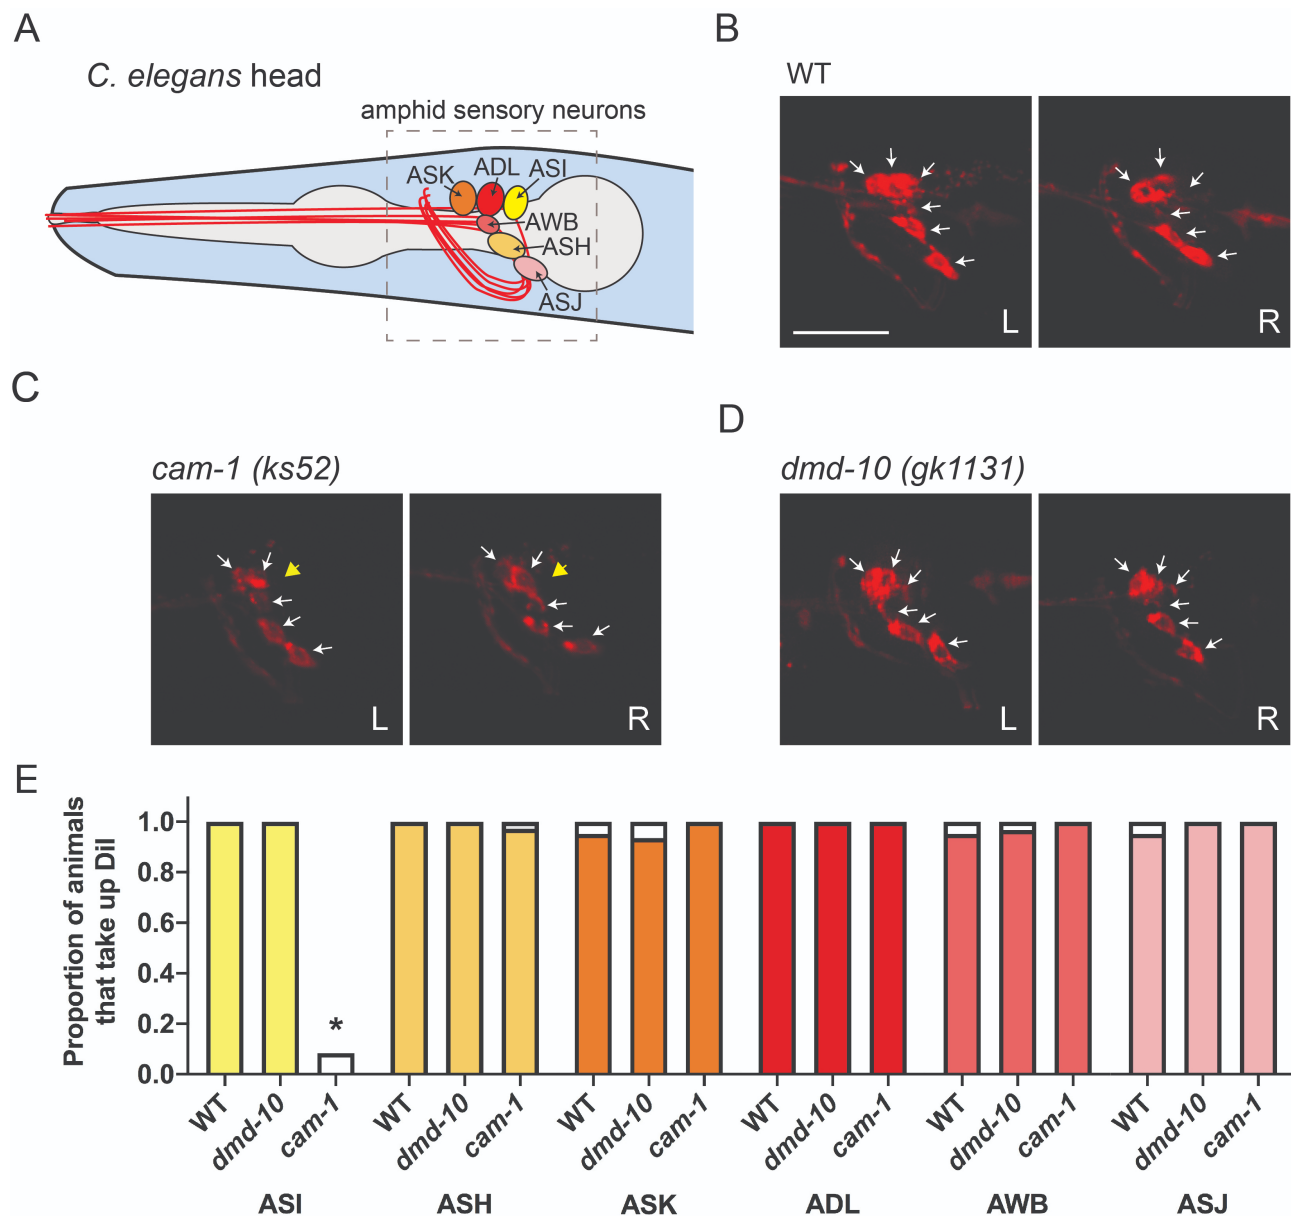 A
C. elegans head
amphid sensory neurons
ASK
ADL
ASI
AWB
ASH
ASJ
B
WT
L
R
C
cam-1 (ks52)
L
R
D
dmd-10 (gk1131)
L
R
E
Proportion of animals
that take up DiI
1.0
0.8
0.6
0.4
0.2
0.0
*
WT
dmd-10
cam-1
WT
dmd-10
cam-1
WT
dmd-10
cam-1
WT
dmd-10
cam-1
WT
dmd-10
cam-1
WT
dmd-10
cam-1
ASI
ASH
ASK
ADL
AWB
ASJ